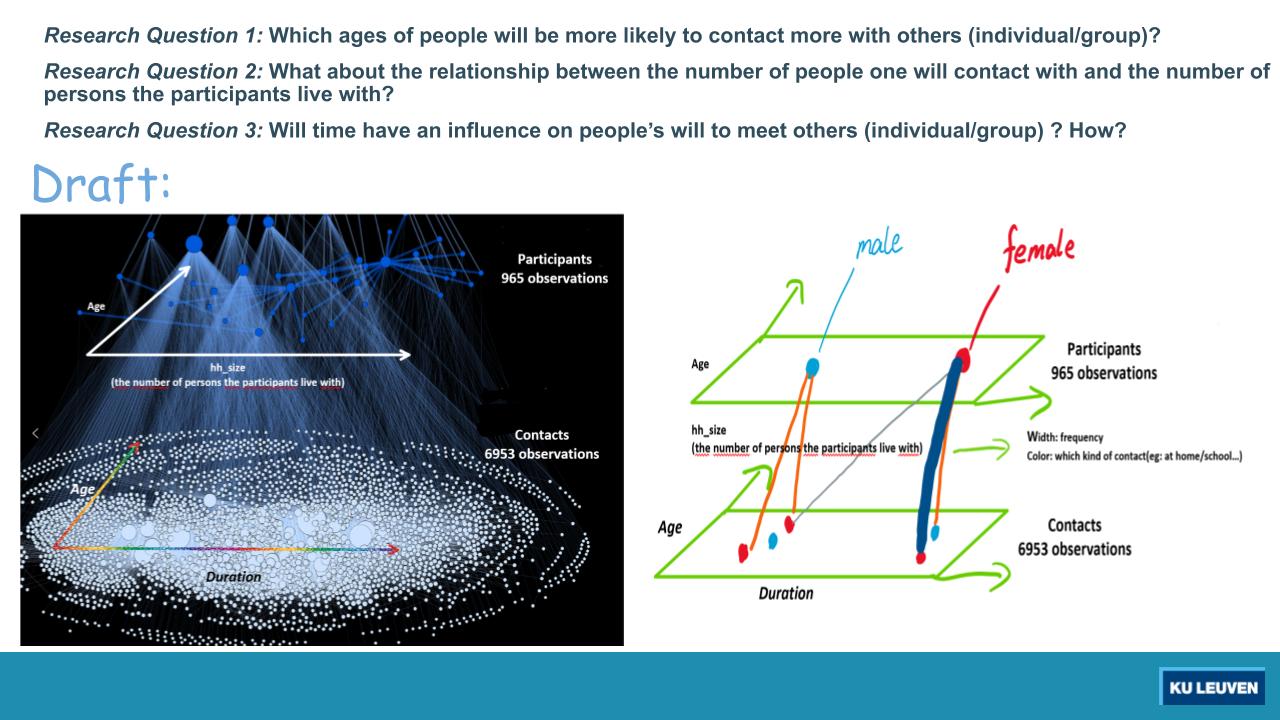 Research Question 1: Which ages of people will be more likely to contact more with others (individual/group)?
Research Question 2: What about the relationship between the number of people one will contact with and the number of
persons the participants live with?
Research Question 3: Will time have an influence on people's will to meet others (individual/group) ? How?
Draft:
Participants
965 observations
Age
hh_size
(the number of persons the participants live with)
Contacts
6953 observations
Age
Duration
male
female
Participants
965 observations
Age
hh_size
(the number of persons the participants live with)
Width: frequency
Color: which kind of contact(eg: at home/school...)
Age
Contacts
6953 observations
Duration
KU LEUVEN